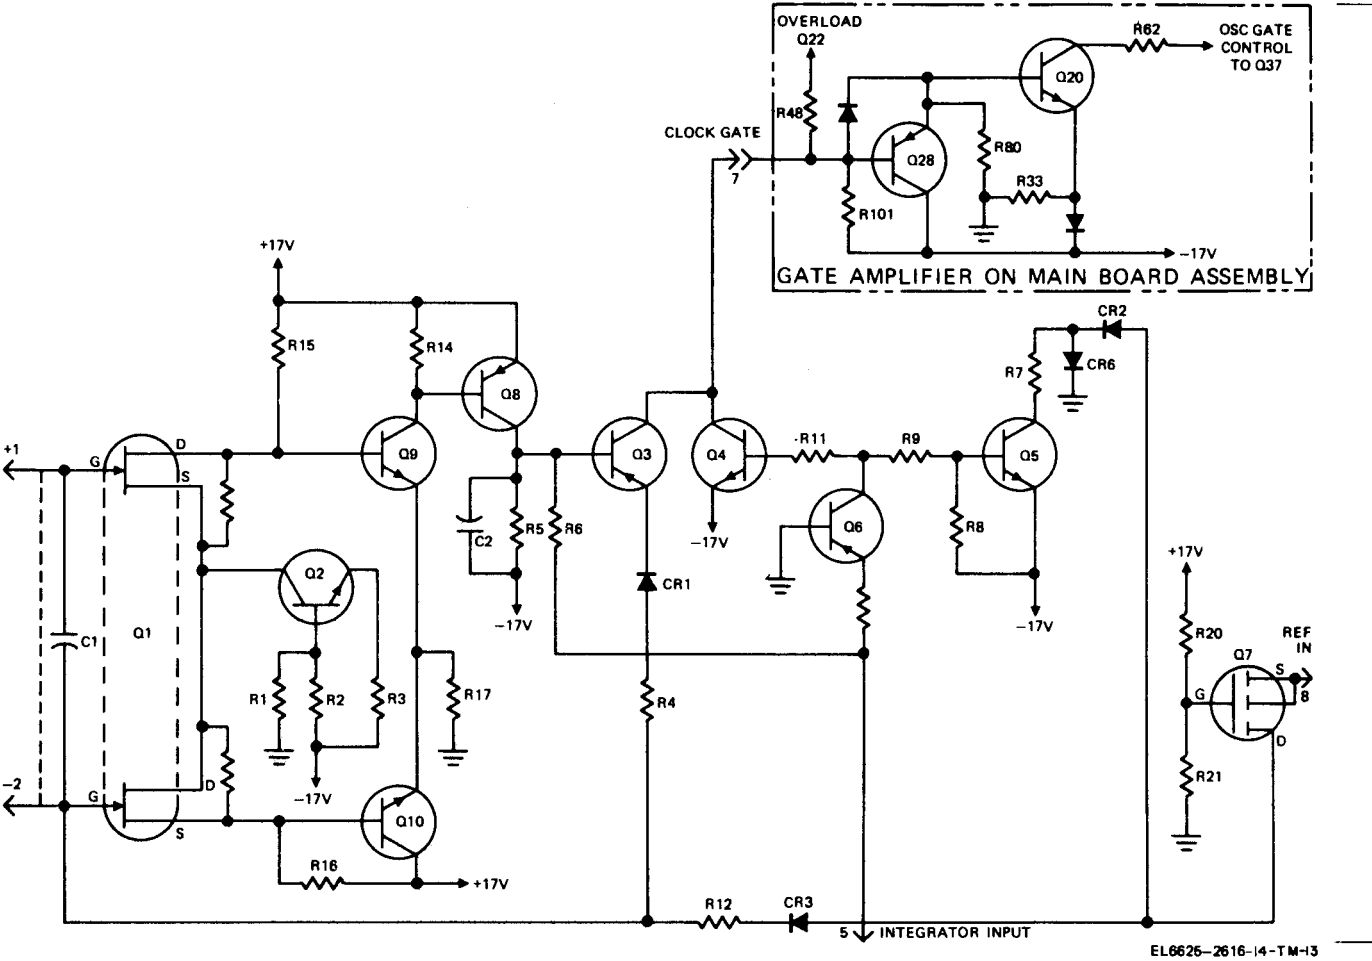 OVERLOAD
Q22
R62
OSC GATE
CONTROL
TO Q37
Q20
R48
CLOCK GATE
7
Q28
R80
R33
R101
–17V
GATE AMPLIFIER ON MAIN BOARD ASSEMBLY
+17V
CR2
R15
R14
R7
CR6
Q8
+1
G
D
S
Q9
Q3
Q4
R11
R9
Q5
C2
R5
R6
–17V
Q6
R8
Q2
CR1
–17V
–17V
+17V
C1
Q1
R20
REF
IN
Q7
S
G
8
D
R1
R2
R3
R17
R4
–2
G
D
S
–17V
R21
Q10
R16
+17V
R12
CR3
5
INTEGRATOR INPUT
EL6625–2616–14–TM–13